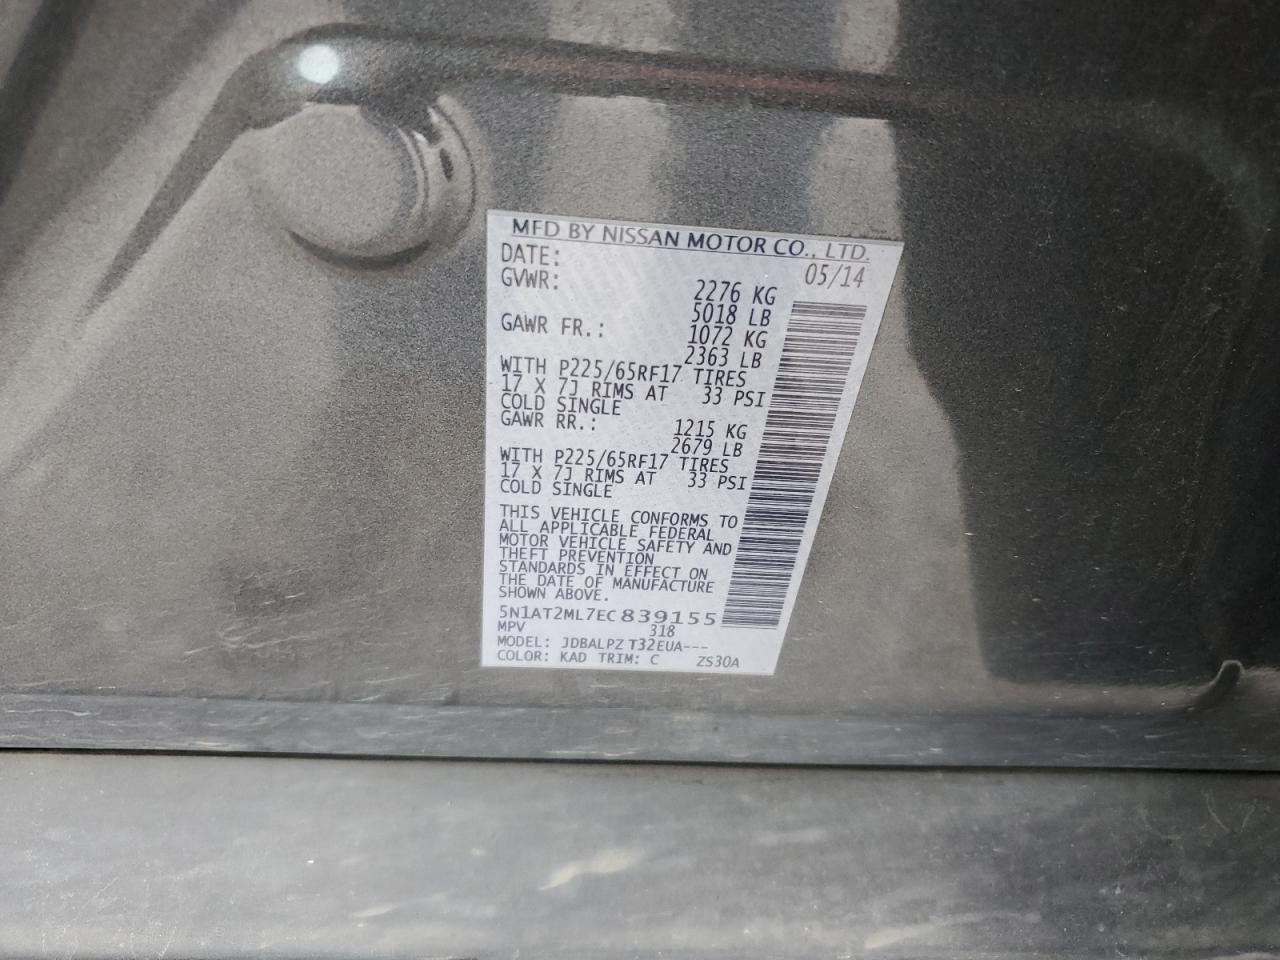 MFD BY NISSAN MOTOR CO., LTD.
DATE: 05/14
GVWR: 2276 KG
5018 LB
GAWR FR.: 1072 KG
2363 LB
WITH P225/65RF17 TIRES
17 X 7J RIMS AT 33 PSI
COLD SINGLE
GAWR RR.: 1215 KG
2679 LB
WITH P225/65RF17 TIRES
17 X 7J RIMS AT 33 PSI
COLD SINGLE
THIS VEHICLE CONFORMS TO
ALL APPLICABLE FEDERAL
MOTOR VEHICLE SAFETY AND
THEFT PREVENTION
STANDARDS IN EFFECT ON
THE DATE OF MANUFACTURE
SHOWN ABOVE.
5N1AT2ML7EC 839155
MPV 318
MODEL: JDBALPZ T32EUA---
COLOR: KAD TRIM: C ZS30A